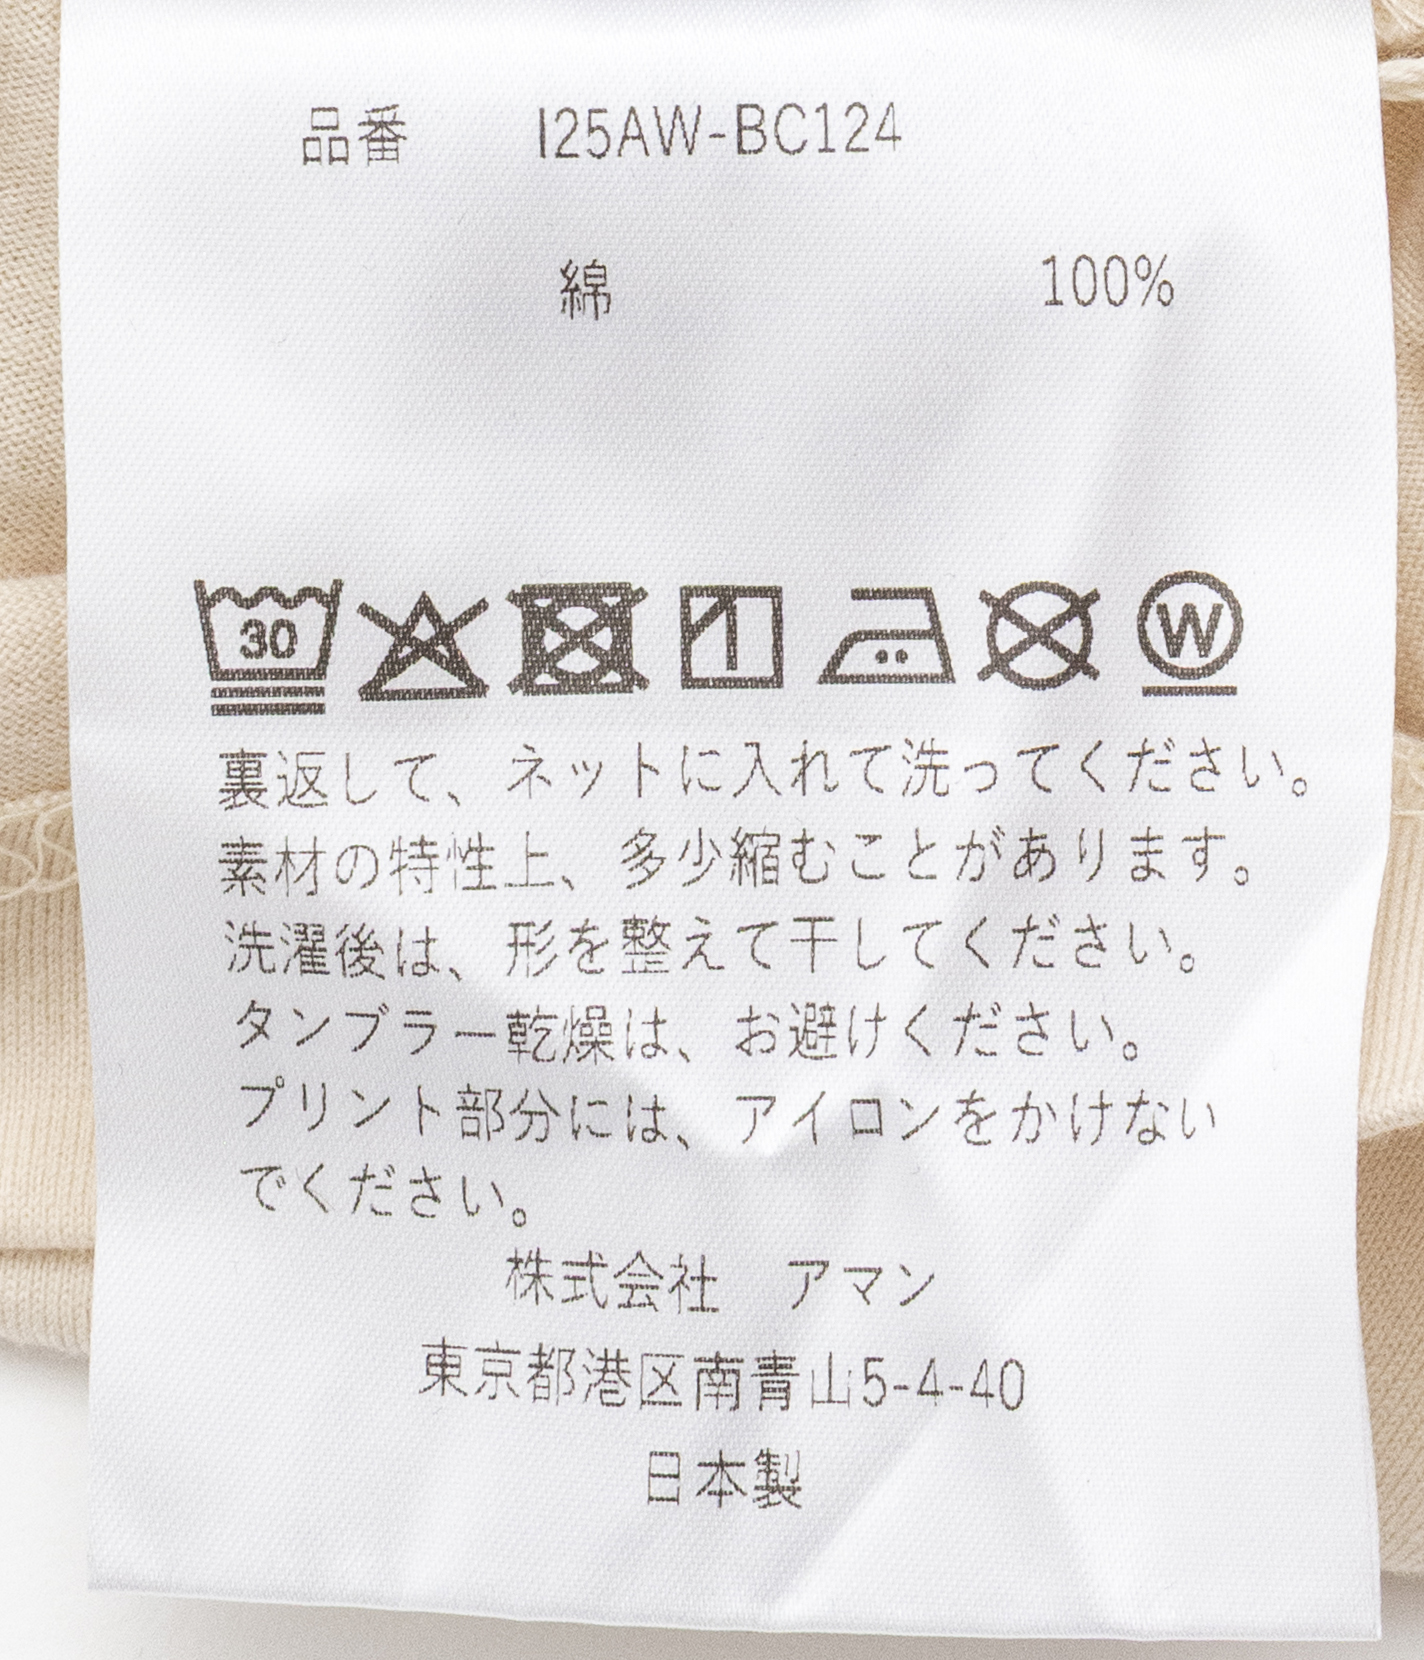 品番 I25AW-BC124
綿 100%
30 W
裏返して、ネットに入れて洗ってください。
素材の特性上、多少縮むことがあります。
洗濯後は、形を整えて干してください。
タンブラー乾燥は、お避けください。
プリント部分には、アイロンをかけない
でください。
株式会社 アマン
東京都港区南青山5-4-40
日本製